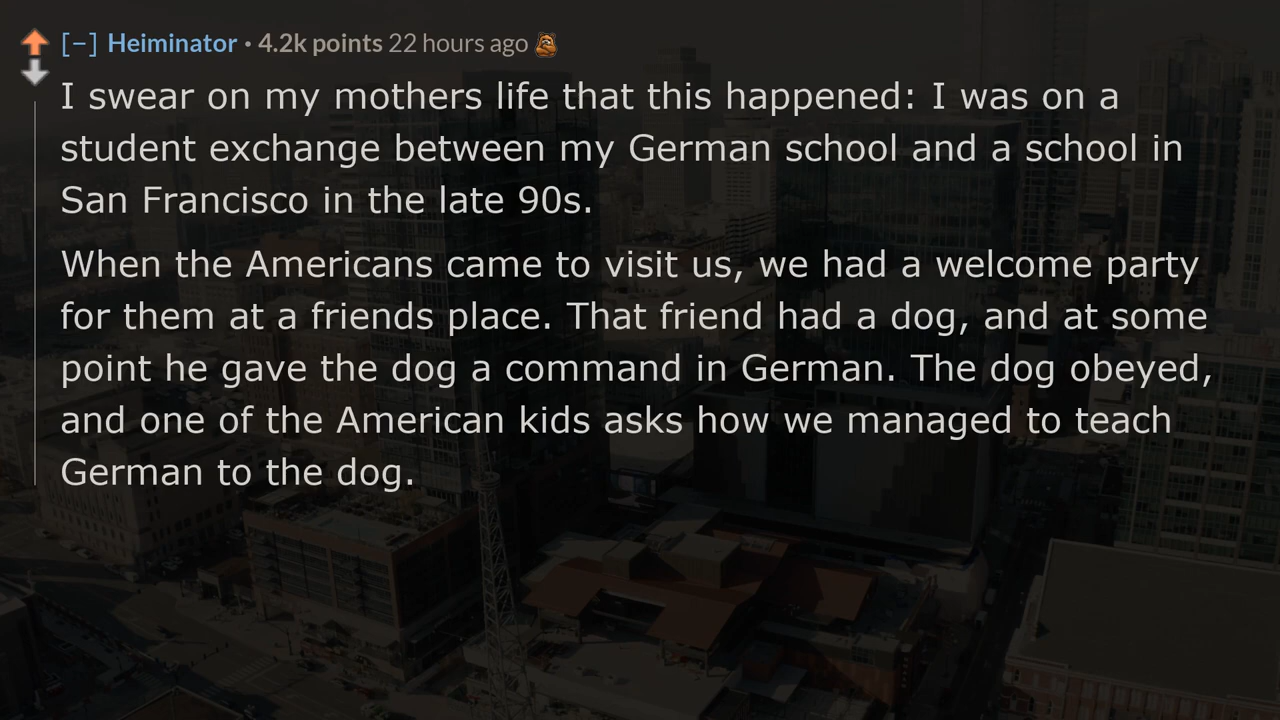 [−] Heiminator • 4.2k points 22 hours ago
I swear on my mothers life that this happened: I was on a
student exchange between my German school and a school in
San Francisco in the late 90s.
When the Americans came to visit us, we had a welcome party
for them at a friends place. That friend had a dog, and at some
point he gave the dog a command in German. The dog obeyed,
and one of the American kids asks how we managed to teach
German to the dog.